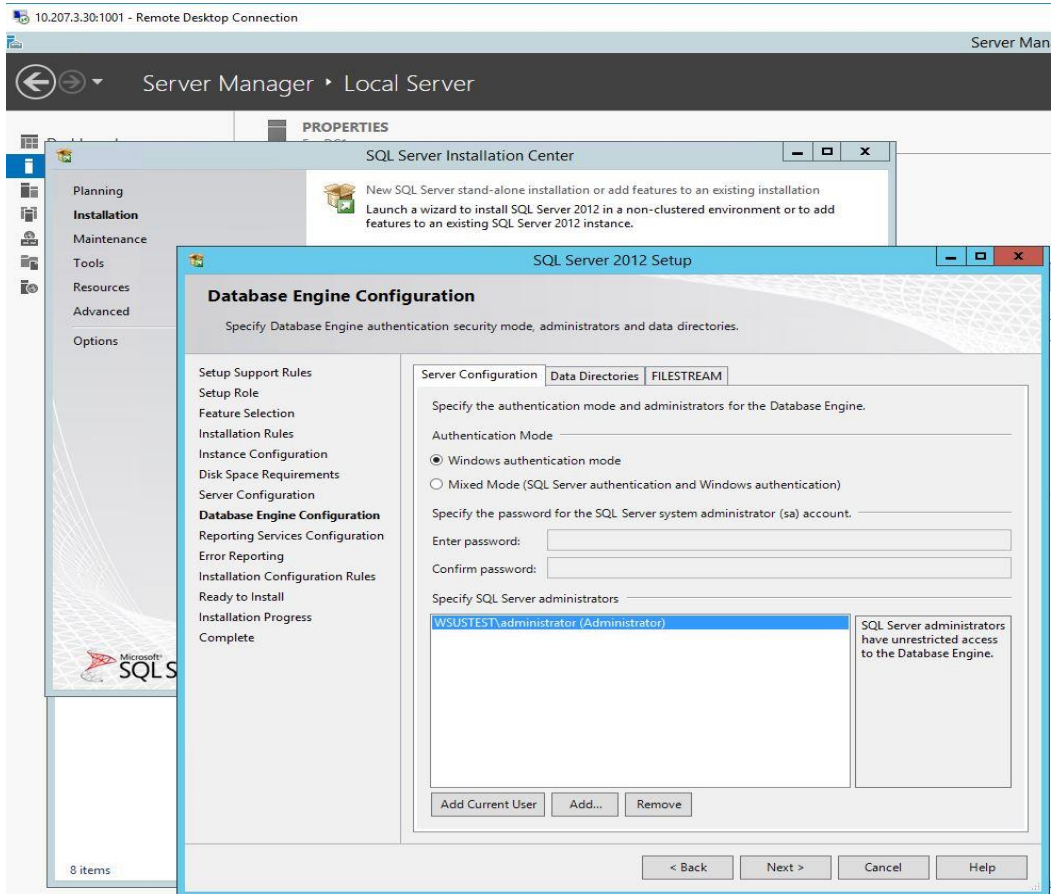 10.207.3.30:1001 - Remote Desktop Connection
Server Man
Server Manager ‣ Local Server
PROPERTIES
SQL Server Installation Center
Planning
Installation
Maintenance
Tools
Resources
Advanced
Options
New SQL Server stand-alone installation or add features to an existing installation
Launch a wizard to install SQL Server 2012 in a non-clustered environment or to add
features to an existing SQL Server 2012 instance.
Microsoft
SQL S
8 items
SQL Server 2012 Setup
Database Engine Configuration
Specify Database Engine authentication security mode, administrators and data directories.
Setup Support Rules
Setup Role
Feature Selection
Installation Rules
Instance Configuration
Disk Space Requirements
Server Configuration
Database Engine Configuration
Reporting Services Configuration
Error Reporting
Installation Configuration Rules
Ready to Install
Installation Progress
Complete
Server Configuration Data Directories FILESTREAM
Specify the authentication mode and administrators for the Database Engine.
Authentication Mode
Windows authentication mode
Mixed Mode (SQL Server authentication and Windows authentication)
Specify the password for the SQL Server system administrator (sa) account.
Enter password:
Confirm password:
Specify SQL Server administrators
WSUSTEST\administrator (Administrator)
SQL Server administrators
have unrestricted access
to the Database Engine.
Add Current User Add... Remove
< Back Next > Cancel Help